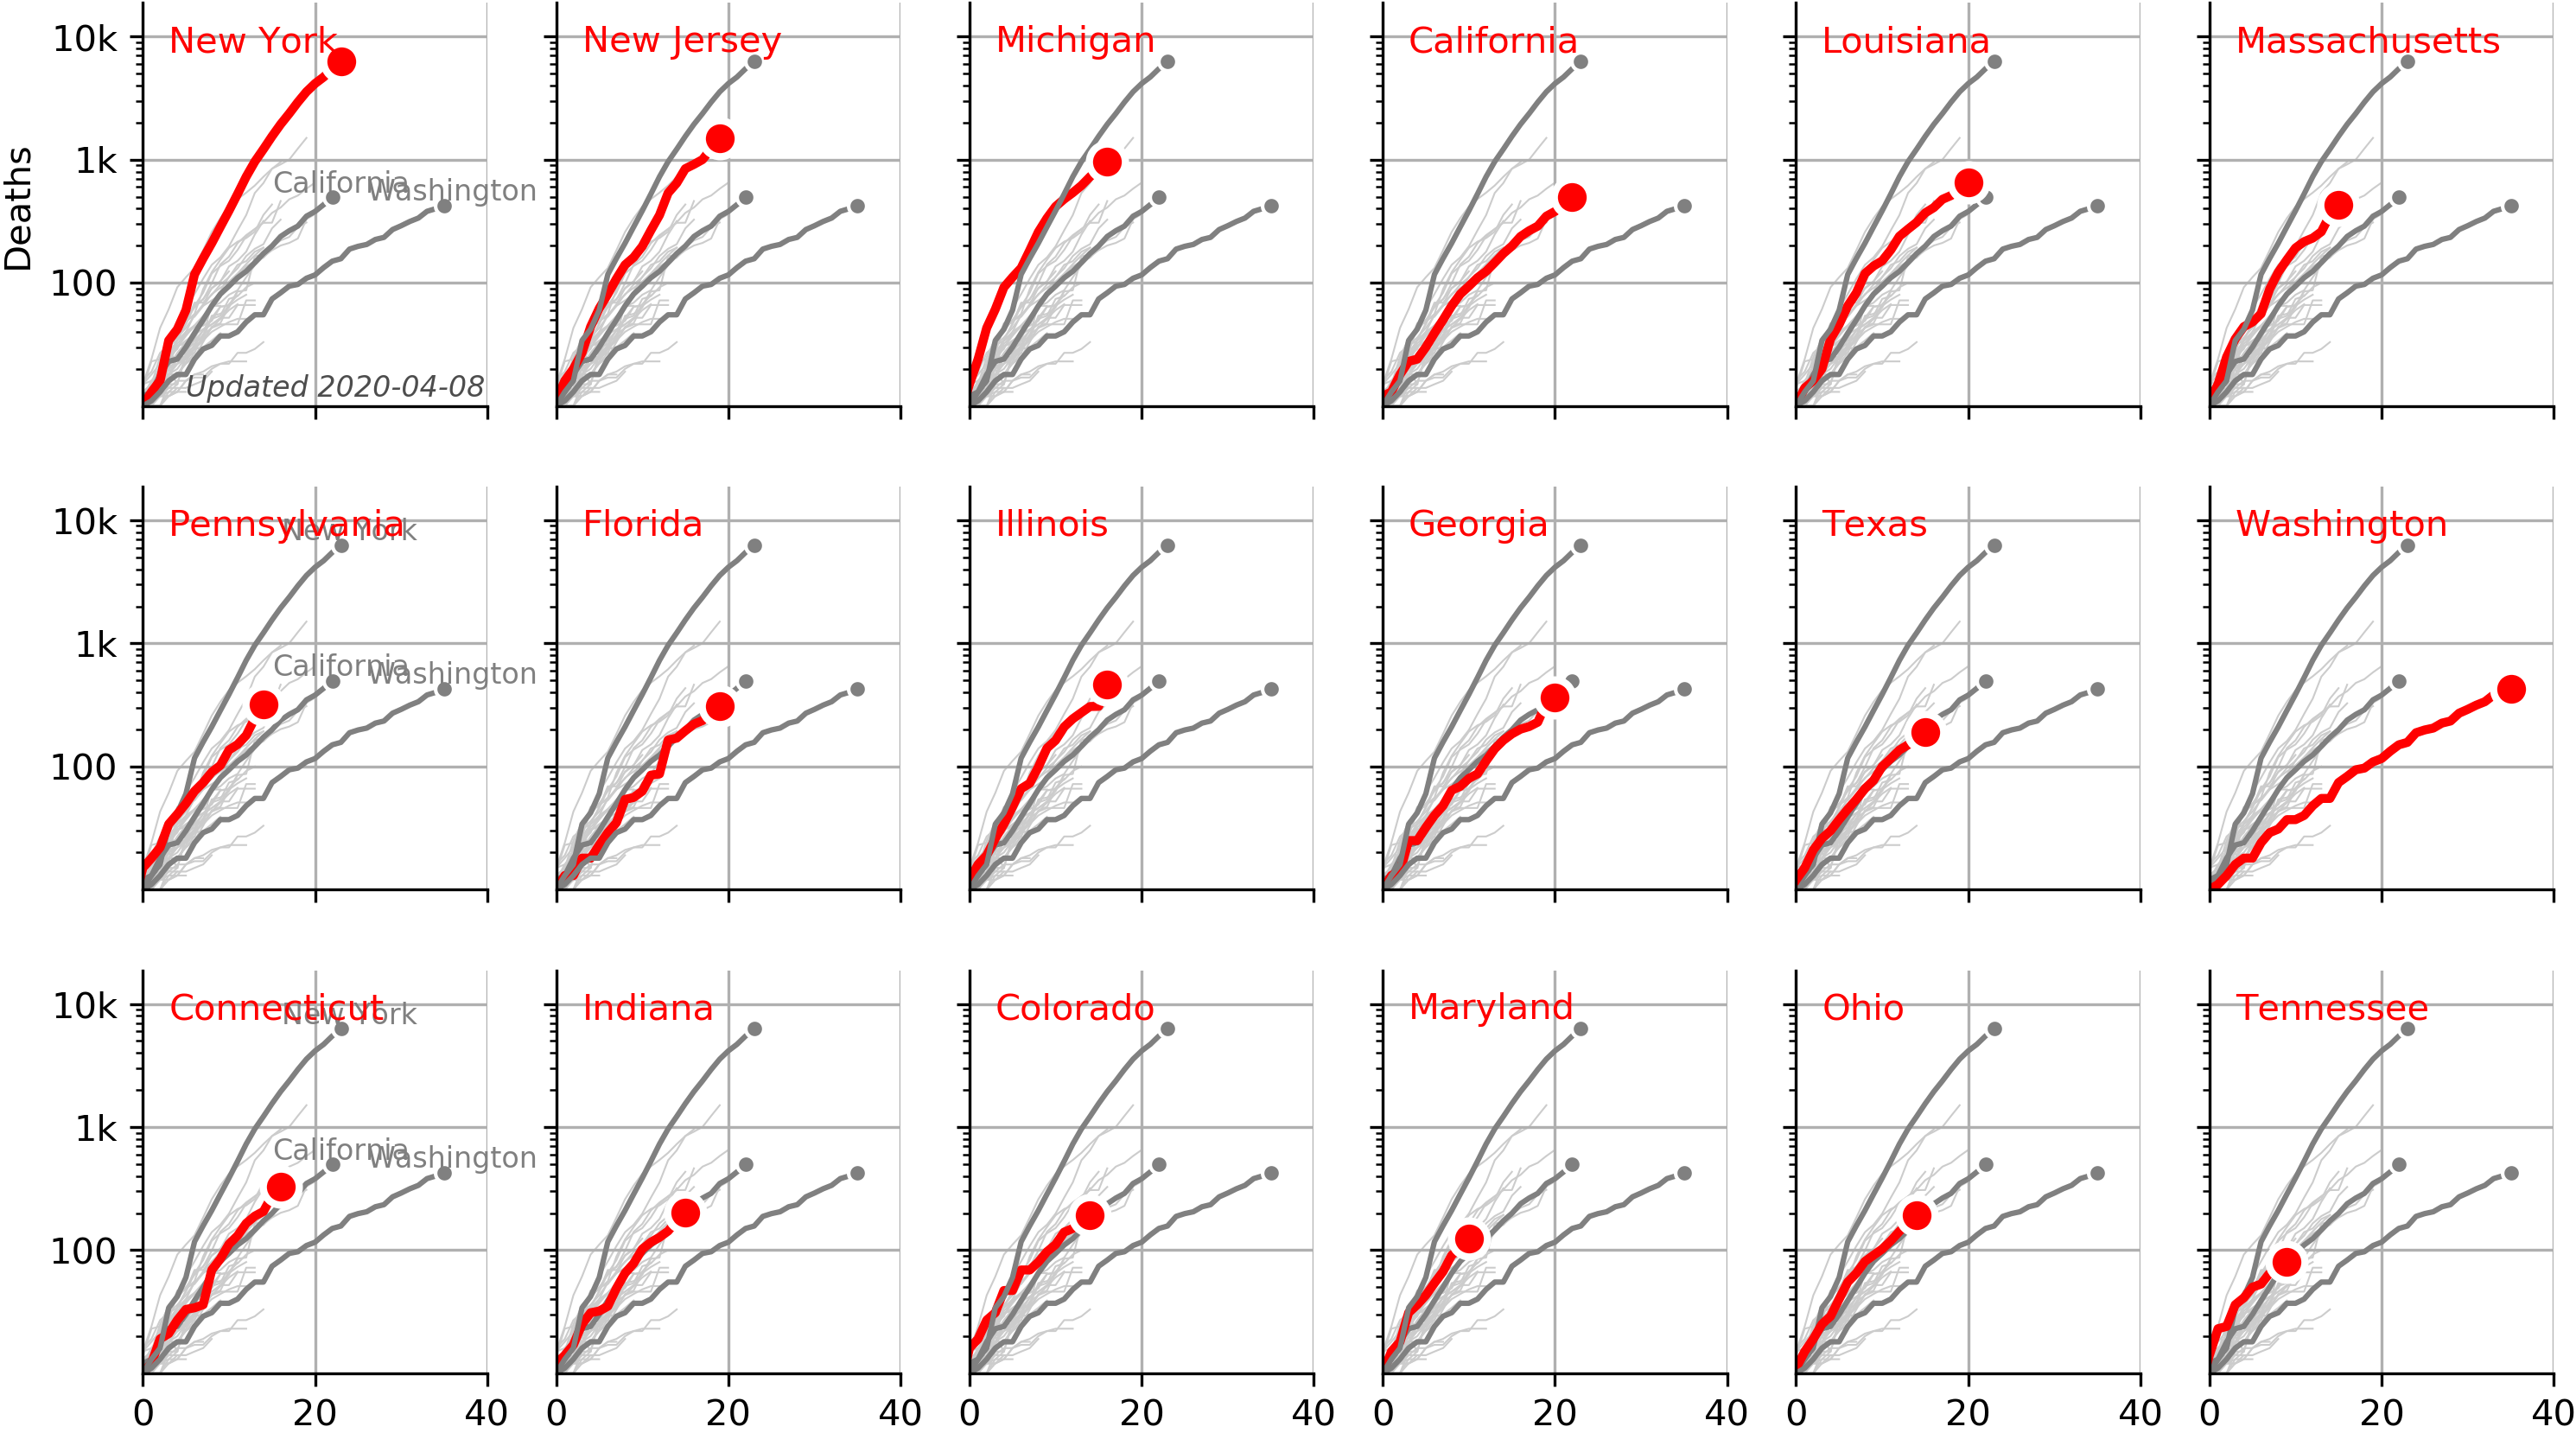 Deaths
10k
1k
100
New York
California
Washington
Updated 2020-04-08
New Jersey
Michigan
California
Louisiana
Massachusetts
10k
1k
100
Pennsylvania
New York
California
Washington
Florida
Illinois
Georgia
Texas
Washington
10k
1k
100
Connecticut
New York
California
Washington
Indiana
Colorado
Maryland
Ohio
Tennessee
0 20 40
0 20 40
0 20 40
0 20 40
0 20 40
0 20 40